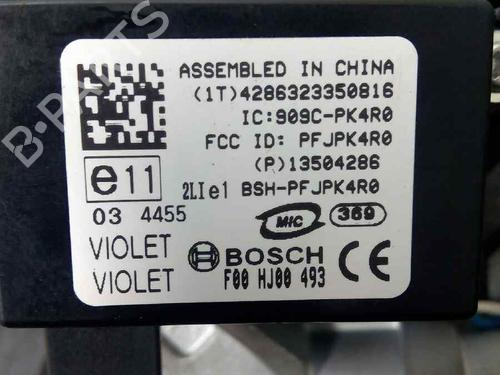 ASSEMBLED IN CHINA
(1T)4286323350816
IC:909C-PK4R0
FCC ID: PFJPK4R0
(P)13504286
e11
2LIe1 BSH-PFJPK4R0
03 4455
MIC
369
VIOLET
VIOLET
BOSCH
F00 HJ00 493
CE